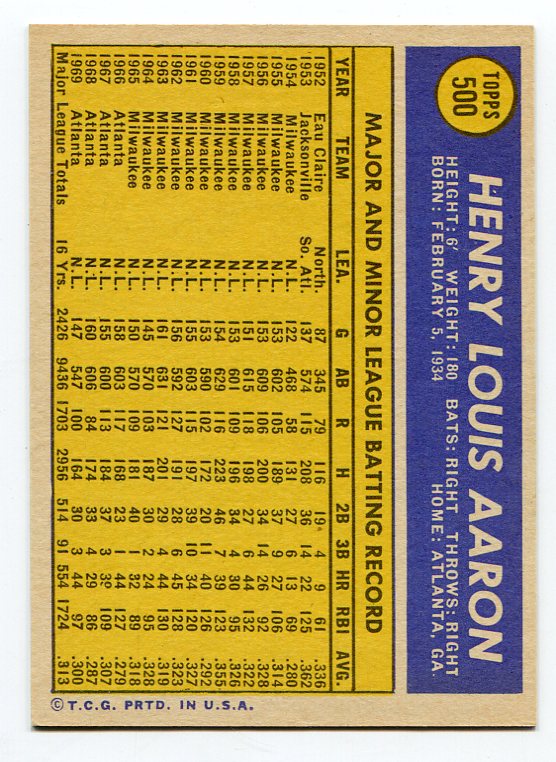 TOPPS
500
HENRY LOUIS AARON
HEIGHT: 6' WEIGHT: 180 BATS: RIGHT THROWS: RIGHT
BORN: FEBRUARY 5, 1934 HOME: ATLANTA, GA.
MAJOR AND MINOR LEAGUE BATTING RECORD
YEAR TEAM LEA. G AB R H 2B 3B HR RBI AVG.
1952 Eau Claire North. 87 345 79 116 19 4 9 61 .336
1953 Jacksonville So. Atl. 137 574 115 208 36 14 22 125 .362
1954 Milwaukee N.L. 122 468 58 131 27 6 13 69 .280
1955 Milwaukee N.L. 153 602 105 189 37 9 27 106 .314
1956 Milwaukee N.L. 153 609 106 200 34 14 26 92 .328
1957 Milwaukee N.L. 151 615 118 198 27 6 44 132 .322
1958 Milwaukee N.L. 153 601 109 196 34 4 30 95 .326
1959 Milwaukee N.L. 154 629 116 223 46 7 39 123 .355
1960 Milwaukee N.L. 153 590 102 172 20 11 40 126 .292
1961 Milwaukee N.L. 155 603 115 197 39 10 34 120 .327
1962 Milwaukee N.L. 156 592 127 191 28 6 45 128 .323
1963 Milwaukee N.L. 161 631 121 201 29 4 44 130 .319
1964 Milwaukee N.L. 145 570 103 187 30 2 24 95 .328
1965 Milwaukee N.L. 150 570 109 181 40 1 32 89 .318
1966 Atlanta N.L. 158 603 117 168 23 1 44 127 .279
1967 Atlanta N.L. 155 600 113 184 37 3 39 109 .307
1968 Atlanta N.L. 160 606 84 174 33 4 29 86 .287
1969 Atlanta N.L. 147 547 100 164 30 3 44 97 .300
Major League Totals 16 Yrs. 2426 9436 1703 2956 514 91 554 1724 .313
© T.C.G. PRTD. IN U.S.A.